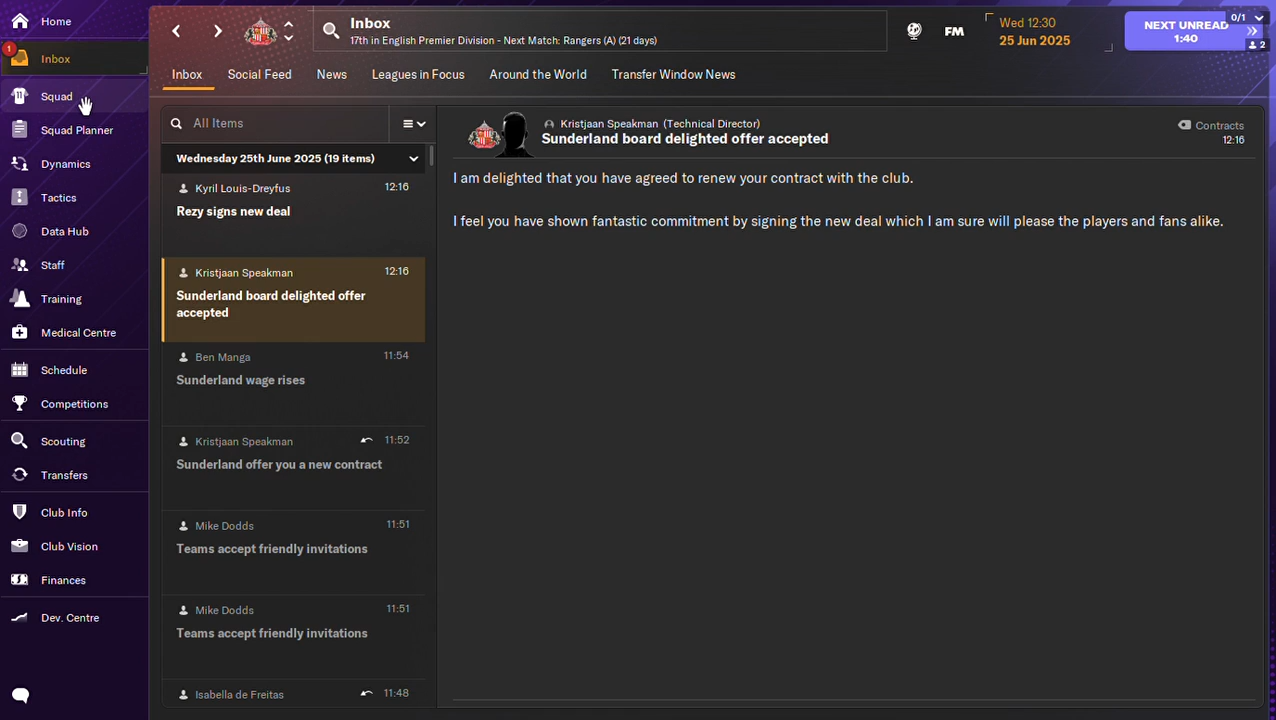 Home
1
Inbox
Squad
Squad Planner
Dynamics
Tactics
Data Hub
Staff
Training
Medical Centre
Schedule
Competitions
Scouting
Transfers
Club Info
Club Vision
Finances
Dev. Centre
Inbox
17th in English Premier Division - Next Match: Rangers (A) (21 days)
FM
Wed 12:30
25 Jun 2025
NEXT UNREAD
1:40
0/1
2
Inbox
Social Feed
News
Leagues in Focus
Around the World
Transfer Window News
All Items
Wednesday 25th June 2025 (19 items)
Kyril Louis-Dreyfus 12:16
Rezy signs new deal
Kristjaan Speakman 12:16
Sunderland board delighted offer
accepted
Ben Manga 11:54
Sunderland wage rises
Kristjaan Speakman 11:52
Sunderland offer you a new contract
Mike Dodds 11:51
Teams accept friendly invitations
Mike Dodds 11:51
Teams accept friendly invitations
Isabella de Freitas 11:48
Kristjaan Speakman (Technical Director)
Sunderland board delighted offer accepted
Contracts
12:16
I am delighted that you have agreed to renew your contract with the club.
I feel you have shown fantastic commitment by signing the new deal which I am sure will please the players and fans alike.